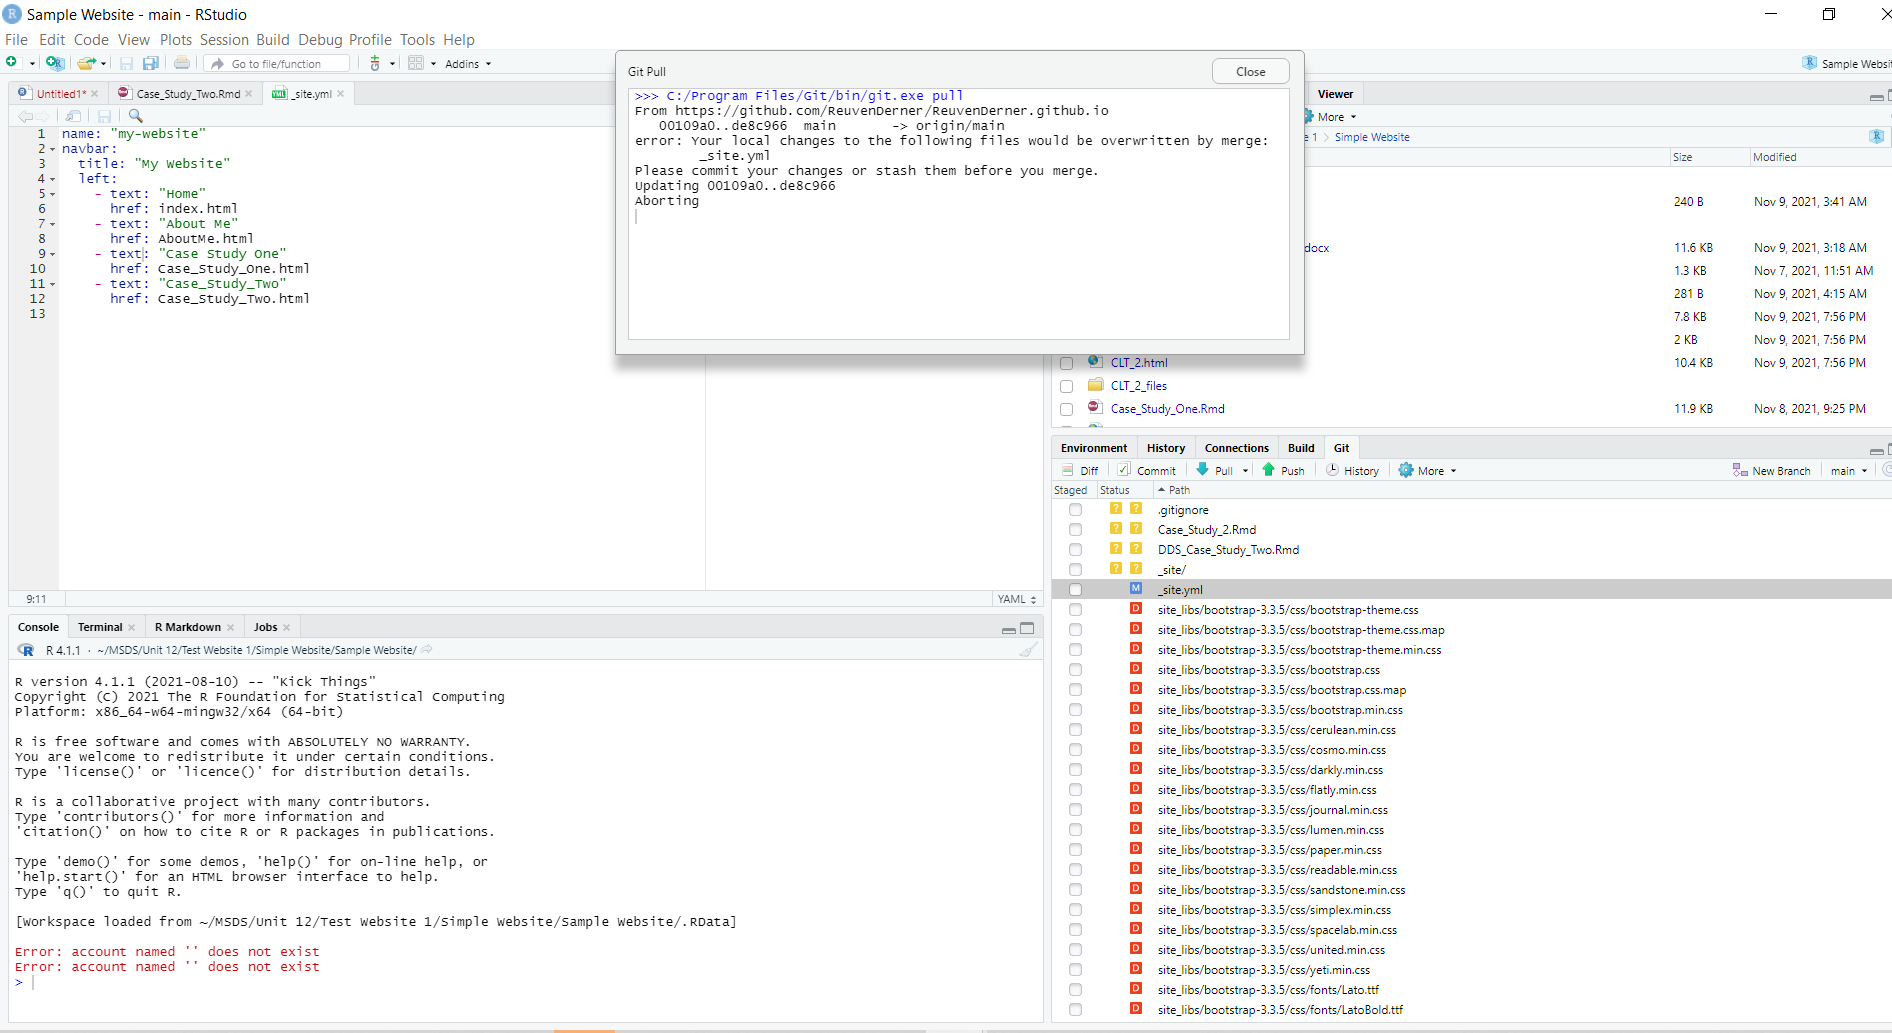 Sample Website - main - RStudio
File Edit Code View Plots Session Build Debug Profile Tools Help
Go to file/function
Addins
Sample Websit
Untitled1*
Case_Study_Two.Rmd
_site.yml
1 name: "my-website"
2 navbar:
3 title: "My Website"
4 left:
5 - text: "Home"
6 href: index.html
7 - text: "About Me"
8 href: AboutMe.html
9 - text: "Case Study One"
10 href: Case_Study_One.html
11 - text: "Case_Study_Two"
12 href: Case_Study_Two.html
13
9:11
YAML
Git Pull
Close
>>> C:/Program Files/Git/bin/git.exe pull
From https://github.com/ReuvenDerner/ReuvenDerner.github.io
00109a0..de8c966 main -> origin/main
error: Your local changes to the following files would be overwritten by merge:
_site.yml
Please commit your changes or stash them before you merge.
Updating 00109a0..de8c966
Aborting
Viewer
More
e 1 > Simple Website
Size Modified
240 B Nov 9, 2021, 3:41 AM
docx 11.6 KB Nov 9, 2021, 3:18 AM
1.3 KB Nov 7, 2021, 11:51 AM
281 B Nov 9, 2021, 4:15 AM
7.8 KB Nov 9, 2021, 7:56 PM
2 KB Nov 9, 2021, 7:56 PM
CLT_2.html 10.4 KB Nov 9, 2021, 7:56 PM
CLT_2_files
Case_Study_One.Rmd 11.9 KB Nov 8, 2021, 9:25 PM
Console Terminal R Markdown Jobs
R 4.1.1 · ~/MSDS/Unit 12/Test Website 1/Simple Website/Sample Website/
R version 4.1.1 (2021-08-10) -- "Kick Things"
Copyright (C) 2021 The R Foundation for Statistical Computing
Platform: x86_64-w64-mingw32/x64 (64-bit)
R is free software and comes with ABSOLUTELY NO WARRANTY.
You are welcome to redistribute it under certain conditions.
Type 'license()' or 'licence()' for distribution details.
R is a collaborative project with many contributors.
Type 'contributors()' for more information and
'citation()' on how to cite R or R packages in publications.
Type 'demo()' for some demos, 'help()' for on-line help, or
'help.start()' for an HTML browser interface to help.
Type 'q()' to quit R.
[Workspace loaded from ~/MSDS/Unit 12/Test Website 1/Simple Website/Sample Website/.RData]
Error: account named '' does not exist
Error: account named '' does not exist
>
Environment History Connections Build Git
Diff Commit Pull Push History More New Branch main
Staged Status Path
? ? .gitignore
? ? Case_Study_2.Rmd
? ? DDS_Case_Study_Two.Rmd
? ? _site/
M _site.yml
D site_libs/bootstrap-3.3.5/css/bootstrap-theme.css
D site_libs/bootstrap-3.3.5/css/bootstrap-theme.css.map
D site_libs/bootstrap-3.3.5/css/bootstrap-theme.min.css
D site_libs/bootstrap-3.3.5/css/bootstrap.css
D site_libs/bootstrap-3.3.5/css/bootstrap.css.map
D site_libs/bootstrap-3.3.5/css/bootstrap.min.css
D site_libs/bootstrap-3.3.5/css/cerulean.min.css
D site_libs/bootstrap-3.3.5/css/cosmo.min.css
D site_libs/bootstrap-3.3.5/css/darkly.min.css
D site_libs/bootstrap-3.3.5/css/flatly.min.css
D site_libs/bootstrap-3.3.5/css/journal.min.css
D site_libs/bootstrap-3.3.5/css/lumen.min.css
D site_libs/bootstrap-3.3.5/css/paper.min.css
D site_libs/bootstrap-3.3.5/css/readable.min.css
D site_libs/bootstrap-3.3.5/css/sandstone.min.css
D site_libs/bootstrap-3.3.5/css/simplex.min.css
D site_libs/bootstrap-3.3.5/css/spacelab.min.css
D site_libs/bootstrap-3.3.5/css/united.min.css
D site_libs/bootstrap-3.3.5/css/yeti.min.css
D site_libs/bootstrap-3.3.5/css/fonts/Lato.ttf
D site_libs/bootstrap-3.3.5/css/fonts/LatoBold.ttf